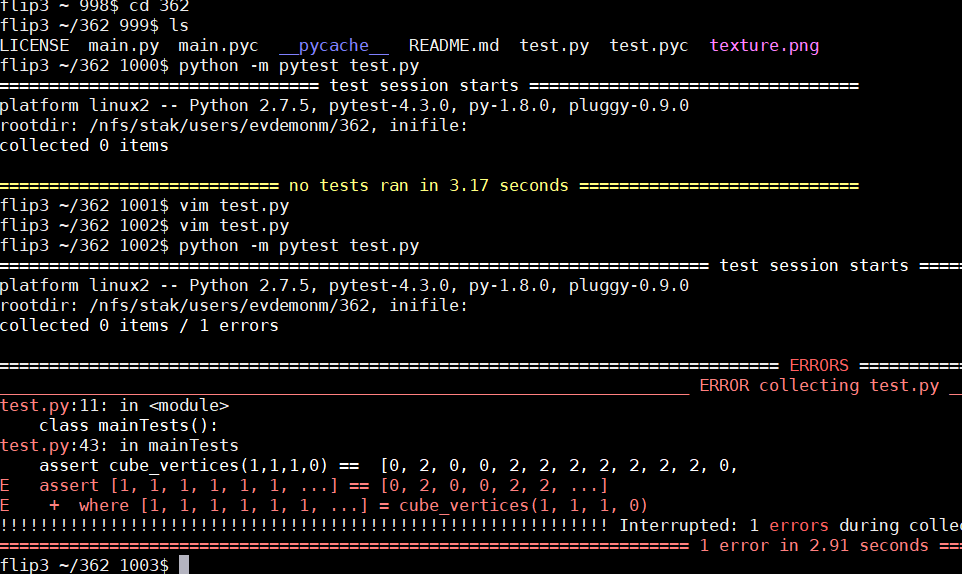 flip3 ~ 998$ cd 362
flip3 ~/362 999$ ls
LICENSE  main.py  main.pyc  __pycache__  README.md  test.py  test.pyc  texture.png
flip3 ~/362 1000$ python -m pytest test.py
================================ test session starts =================================
platform linux2 -- Python 2.7.5, pytest-4.3.0, py-1.8.0, pluggy-0.9.0
rootdir: /nfs/stak/users/evdemonm/362, inifile:
collected 0 items
============================ no tests ran in 3.17 seconds ============================
flip3 ~/362 1001$ vim test.py
flip3 ~/362 1002$ vim test.py
flip3 ~/362 1002$ python -m pytest test.py
======================================================================= test session starts =====
platform linux2 -- Python 2.7.5, pytest-4.3.0, py-1.8.0, pluggy-0.9.0
rootdir: /nfs/stak/users/evdemonm/362, inifile:
collected 0 items / 1 errors
============================================================================== ERRORS ==========
_____________________________________________________________________ ERROR collecting test.py _
test.py:11: in <module>
    class mainTests():
test.py:43: in mainTests
    assert cube_vertices(1,1,1,0) ==  [0, 2, 0, 0, 2, 2, 2, 2, 2, 2, 2, 0,
E   assert [1, 1, 1, 1, 1, 1, ...] == [0, 2, 0, 0, 2, 2, ...]
E    +  where [1, 1, 1, 1, 1, 1, ...] = cube_vertices(1, 1, 1, 0)
!!!!!!!!!!!!!!!!!!!!!!!!!!!!!!!!!!!!!!!!!!!!!!!!!!!!!!!!!!!!! Interrupted: 1 errors during colle
===================================================================== 1 error in 2.91 seconds ===
flip3 ~/362 1003$